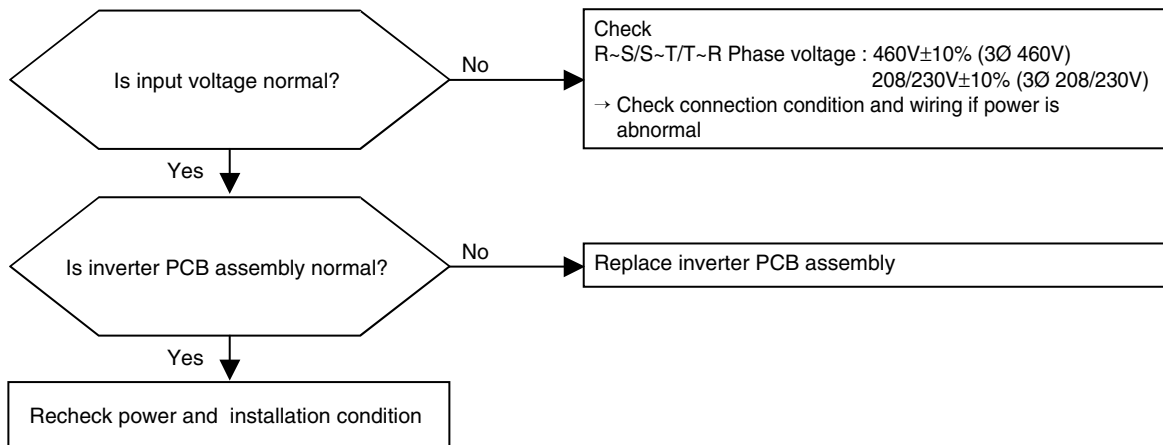 Is input voltage normal?
No
Check
R~S/S~T/T~R Phase voltage : 460V±10% (3Ø 460V)
208/230V±10% (3Ø 208/230V)
→ Check connection condition and wiring if power is
abnormal
Yes
Is inverter PCB assembly normal?
No
Replace inverter PCB assembly
Yes
Recheck power and installation condition